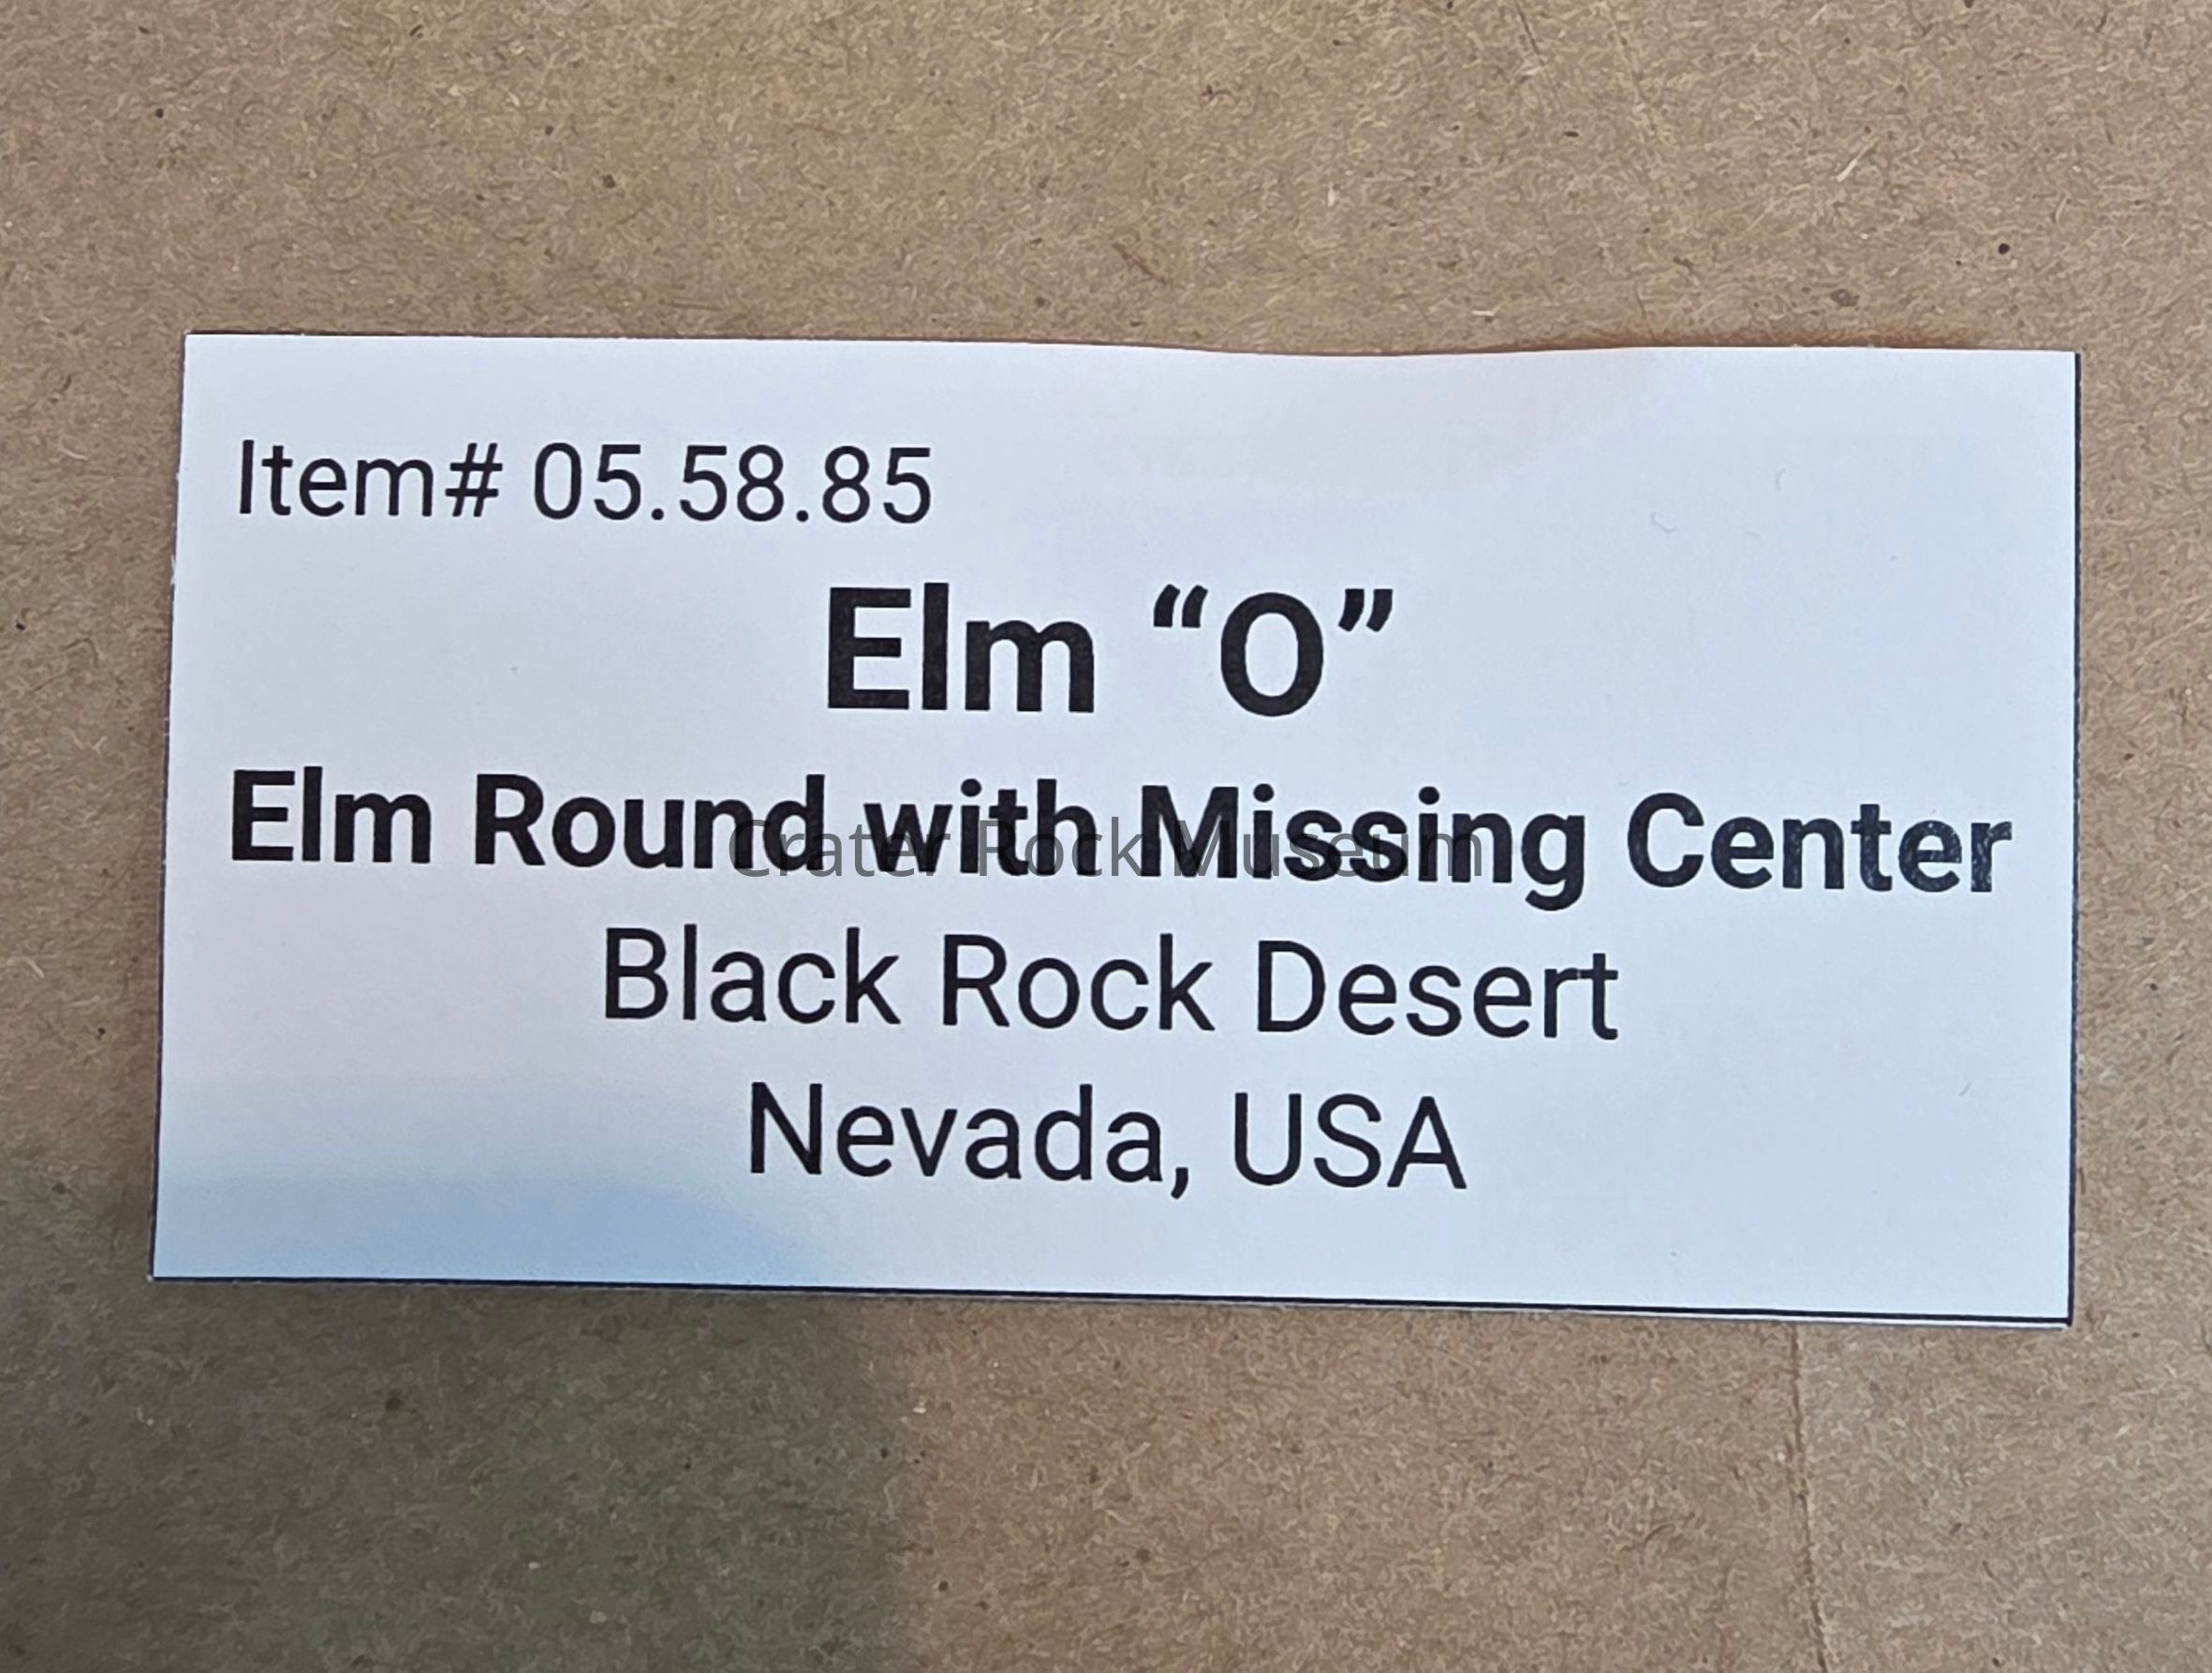 Item# 05.58.85
Elm “O”
Elm Round with Missing Center
Crater Rock Museum
Black Rock Desert
Nevada, USA